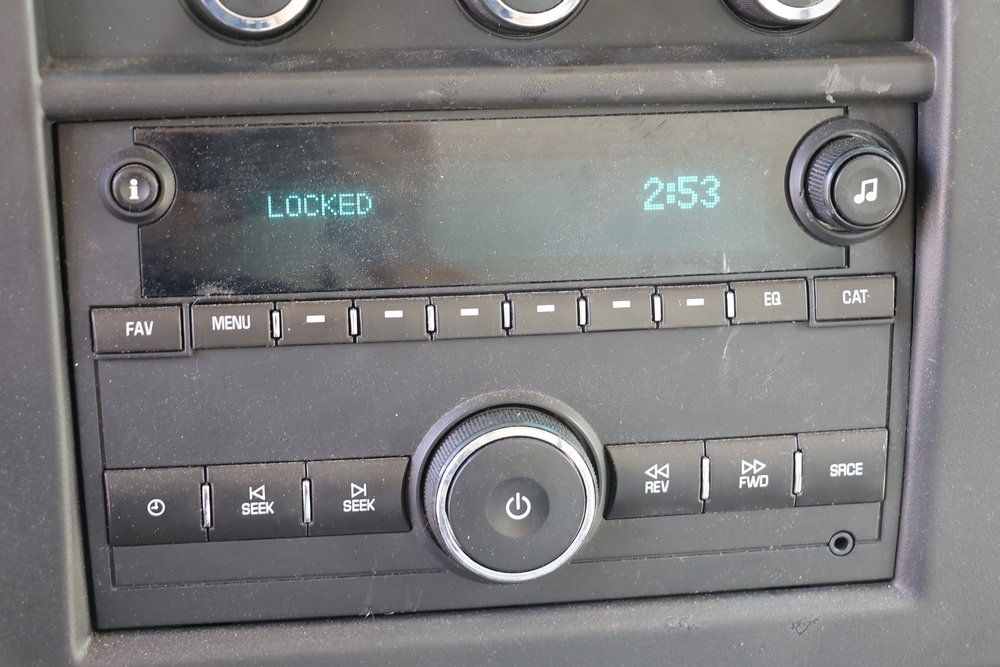 LOCKED 2:53
FAV MENU EQ CAT
SEEK SEEK REV FWD SRCE